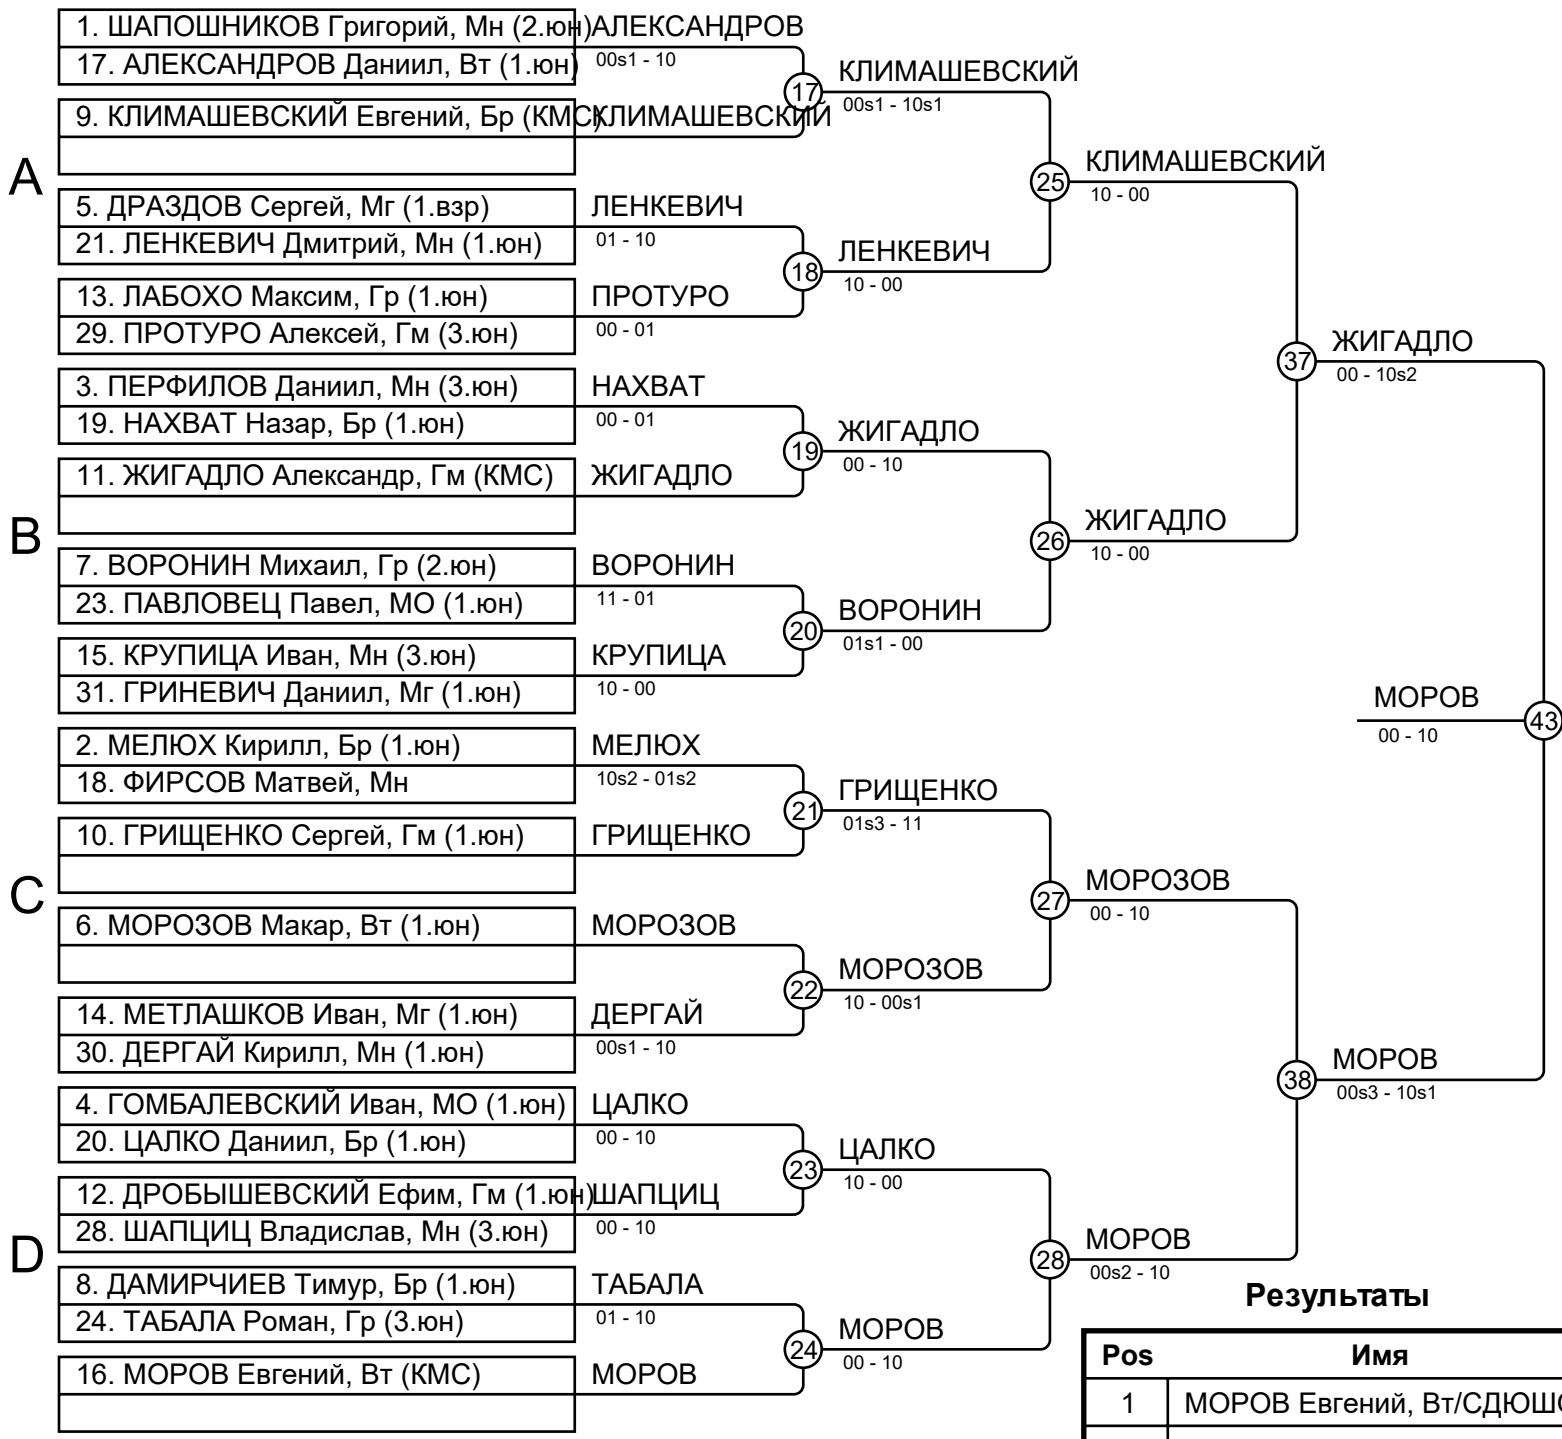 1. ШАПОШНИКОВ Григорий, Мн (2.юн)
17. АЛЕКСАНДРОВ Даниил, Вт (1.юн)
9. КЛИМАШЕВСКИЙ Евгений, Бр (КМС)
A
5. ДРАЗДОВ Сергей, Мг (1.взр)
21. ЛЕНКЕВИЧ Дмитрий, Мн (1.юн)
13. ЛАБОХО Максим, Гр (1.юн)
29. ПРОТУРО Алексей, Гм (3.юн)
3. ПЕРФИЛОВ Даниил, Мн (3.юн)
19. НАХВАТ Назар, Бр (1.юн)
11. ЖИГАДЛО Александр, Гм (КМС)
B
7. ВОРОНИН Михаил, Гр (2.юн)
23. ПАВЛОВЕЦ Павел, МО (1.юн)
15. КРУПИЦА Иван, Мн (3.юн)
31. ГРИНЕВИЧ Даниил, Мг (1.юн)
2. МЕЛЮХ Кирилл, Бр (1.юн)
18. ФИРСОВ Матвей, Мн
10. ГРИЩЕНКО Сергей, Гм (1.юн)
C
6. МОРОЗОВ Макар, Вт (1.юн)
14. МЕТЛАШКОВ Иван, Мг (1.юн)
30. ДЕРГАЙ Кирилл, Мн (1.юн)
4. ГОМБАЛЕВСКИЙ Иван, МО (1.юн)
20. ЦАЛКО Даниил, Бр (1.юн)
12. ДРОБЫШЕВСКИЙ Ефим, Гм (1.юн)
28. ШАПЦИЦ Владислав, Мн (3.юн)
D
8. ДАМИРЧИЕВ Тимур, Бр (1.юн)
24. ТАБАЛА Роман, Гр (3.юн)
16. МОРОВ Евгений, Вт (КМС)
АЛЕКСАНДРОВ
00s1 - 10
КЛИМАШЕВСКИЙ
ЛЕНКЕВИЧ
01 - 10
ПРОТУРО
00 - 01
НАХВАТ
00 - 01
ЖИГАДЛО
ВОРОНИН
11 - 01
КРУПИЦА
10 - 00
МЕЛЮХ
10s2 - 01s2
ГРИЩЕНКО
МОРОЗОВ
ДЕРГАЙ
00s1 - 10
ЦАЛКО
00 - 10
ШАПЦИЦ
00 - 10
ТАБАЛА
01 - 10
МОРОВ
17
КЛИМАШЕВСКИЙ
00s1 - 10s1
18
ЛЕНКЕВИЧ
10 - 00
19
ЖИГАДЛО
00 - 10
20
ВОРОНИН
01s1 - 00
21
ГРИЩЕНКО
01s3 - 11
22
МОРОЗОВ
10 - 00s1
23
ЦАЛКО
10 - 00
24
МОРОВ
00 - 10
25
КЛИМАШЕВСКИЙ
10 - 00
26
ЖИГАДЛО
10 - 00
27
МОРОЗОВ
00 - 10
28
МОРОВ
00s2 - 10
37
ЖИГАДЛО
00 - 10s2
38
МОРОВ
00s3 - 10s1
МОРОВ
00 - 10
43
Результаты
Pos Имя
1 МОРОВ Евгений, Вт/СДЮШО